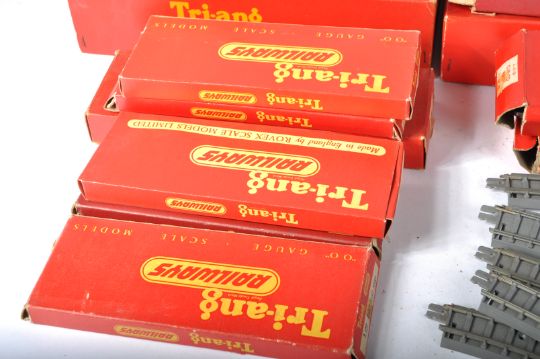 Tri-ang
"OO" GAUGE SCALE MODELS
RAILWAYS
Tri-ang
RAILWAYS
Tri-ang
Made in England by ROVEX SCALE MODELS LIMITED
RAILWAYS
Tri-ang
RAILWAYS
Tri-ang
"OO" GAUGE SCALE MODELS
RAILWAYS
Tri-ang
RAILWAYS
Tri-ang